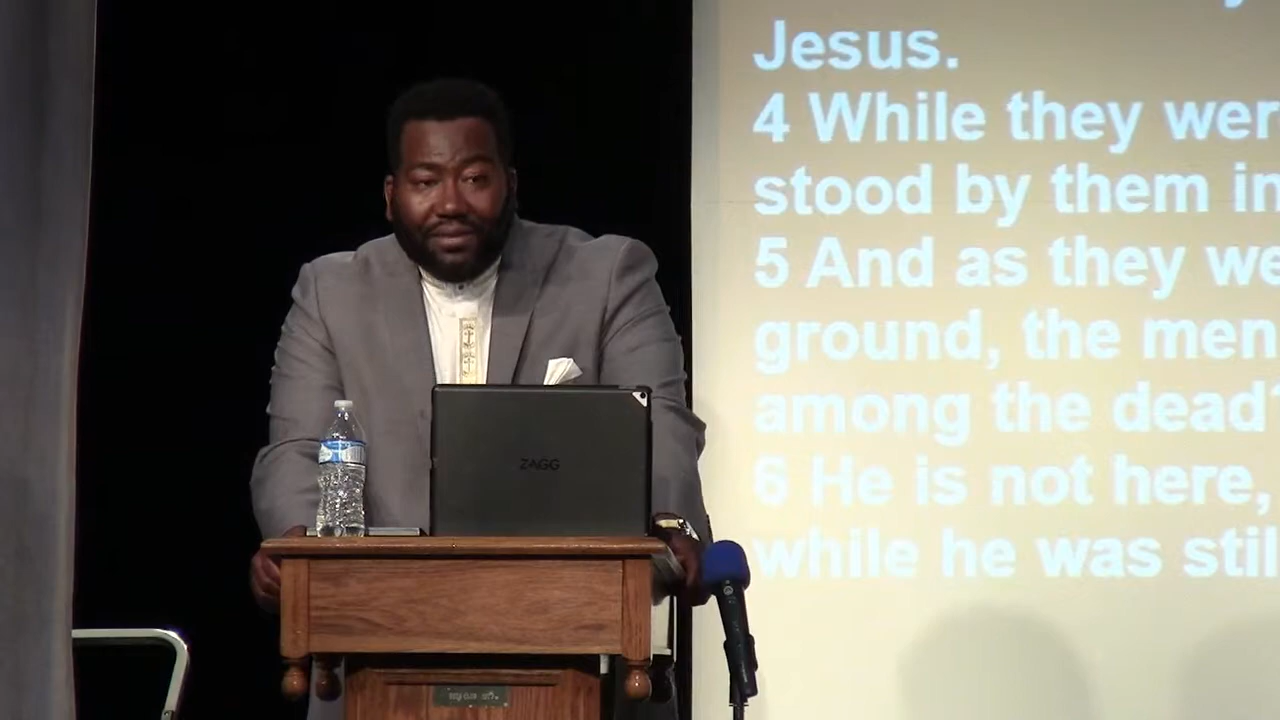 Jesus.
4 While they wer
stood by them in
5 And as they we
ground, the men
among the dead?
6 He is not here,
while he was stil
ZAGG